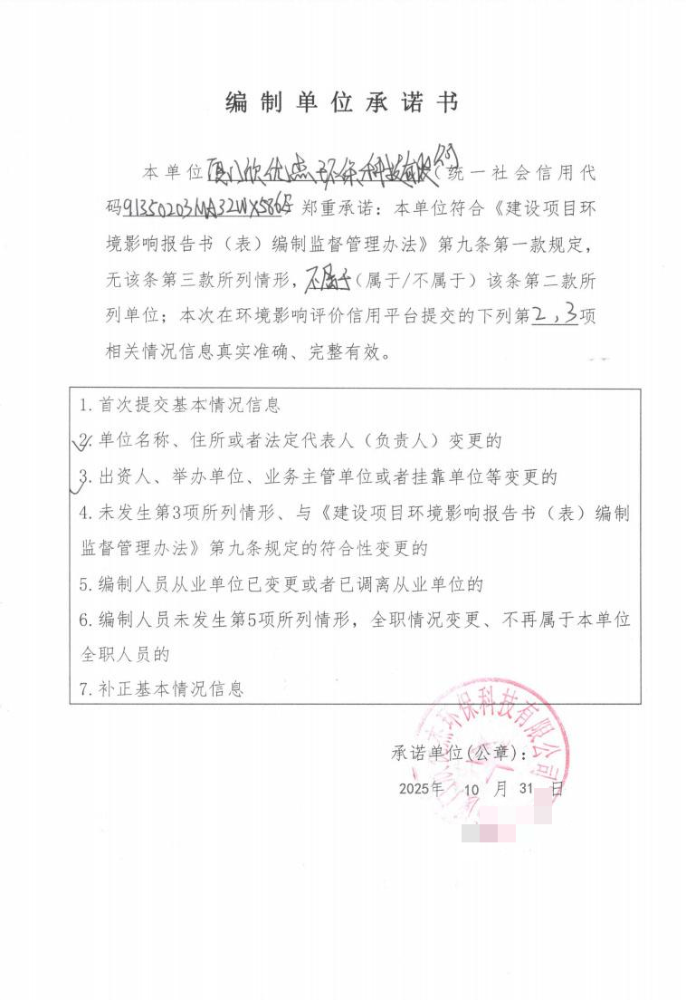 编制单位承诺书
本单位厦门欣优杰环保科技有限公司(统一社会信用代
码91350203MA32WX586 郑重承诺：本单位符合《建设项目环
境影响报告书（表）编制监督管理办法》第九条第一款规定，
无该条第三款所列情形，不属于（属于/不属于）该条第二款所
列单位；本次在环境影响评价信用平台提交的下列第2,3项
相关情况信息真实准确、完整有效。
1.首次提交基本情况信息
2.单位名称、住所或者法定代表人（负责人）变更的
3.出资人、举办单位、业务主管单位或者挂靠单位等变更的
4.未发生第3项所列情形、与《建设项目环境影响报告书（表）编制
监督管理办法》第九条规定的符合性变更的
5.编制人员从业单位已变更或者已调离从业单位的
6.编制人员未发生第5项所列情形，全职情况变更、不再属于本单位
全职人员的
7.补正基本情况信息
杰环保科技有限公司
承诺单位(公章)：
2025年 10 月 31 日